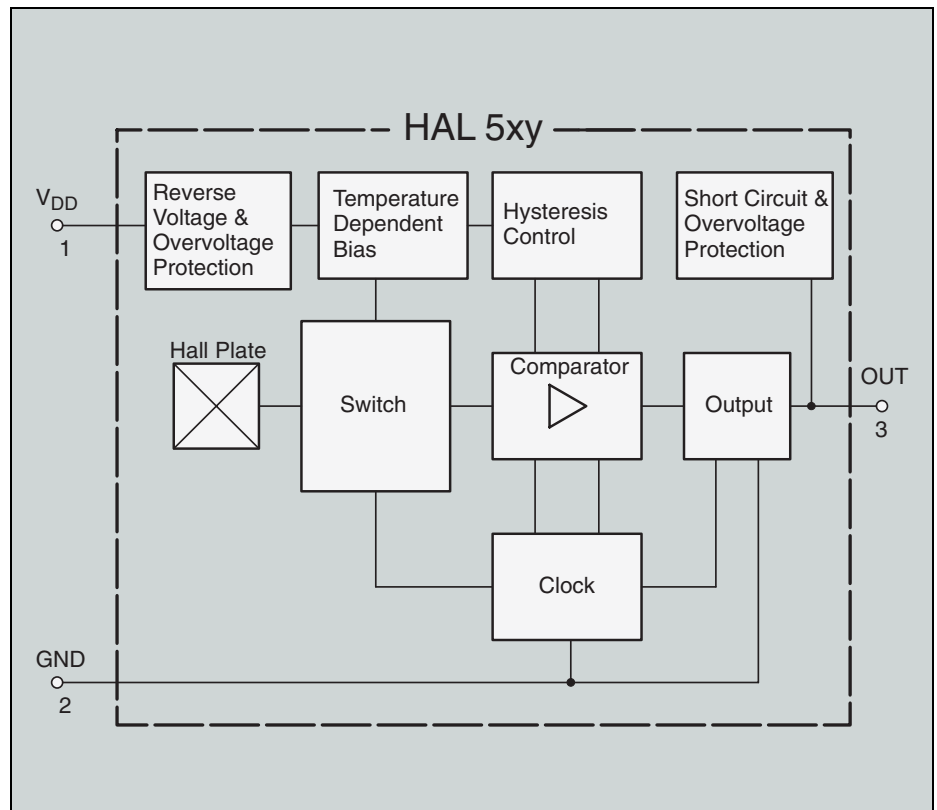 HAL 5xy
VDD
1
Reverse
Voltage &
Overvoltage
Protection
Temperature
Dependent
Bias
Hysteresis
Control
Short Circuit &
Overvoltage
Protection
Hall Plate
Switch
Comparator
Output
OUT
3
Clock
GND
2